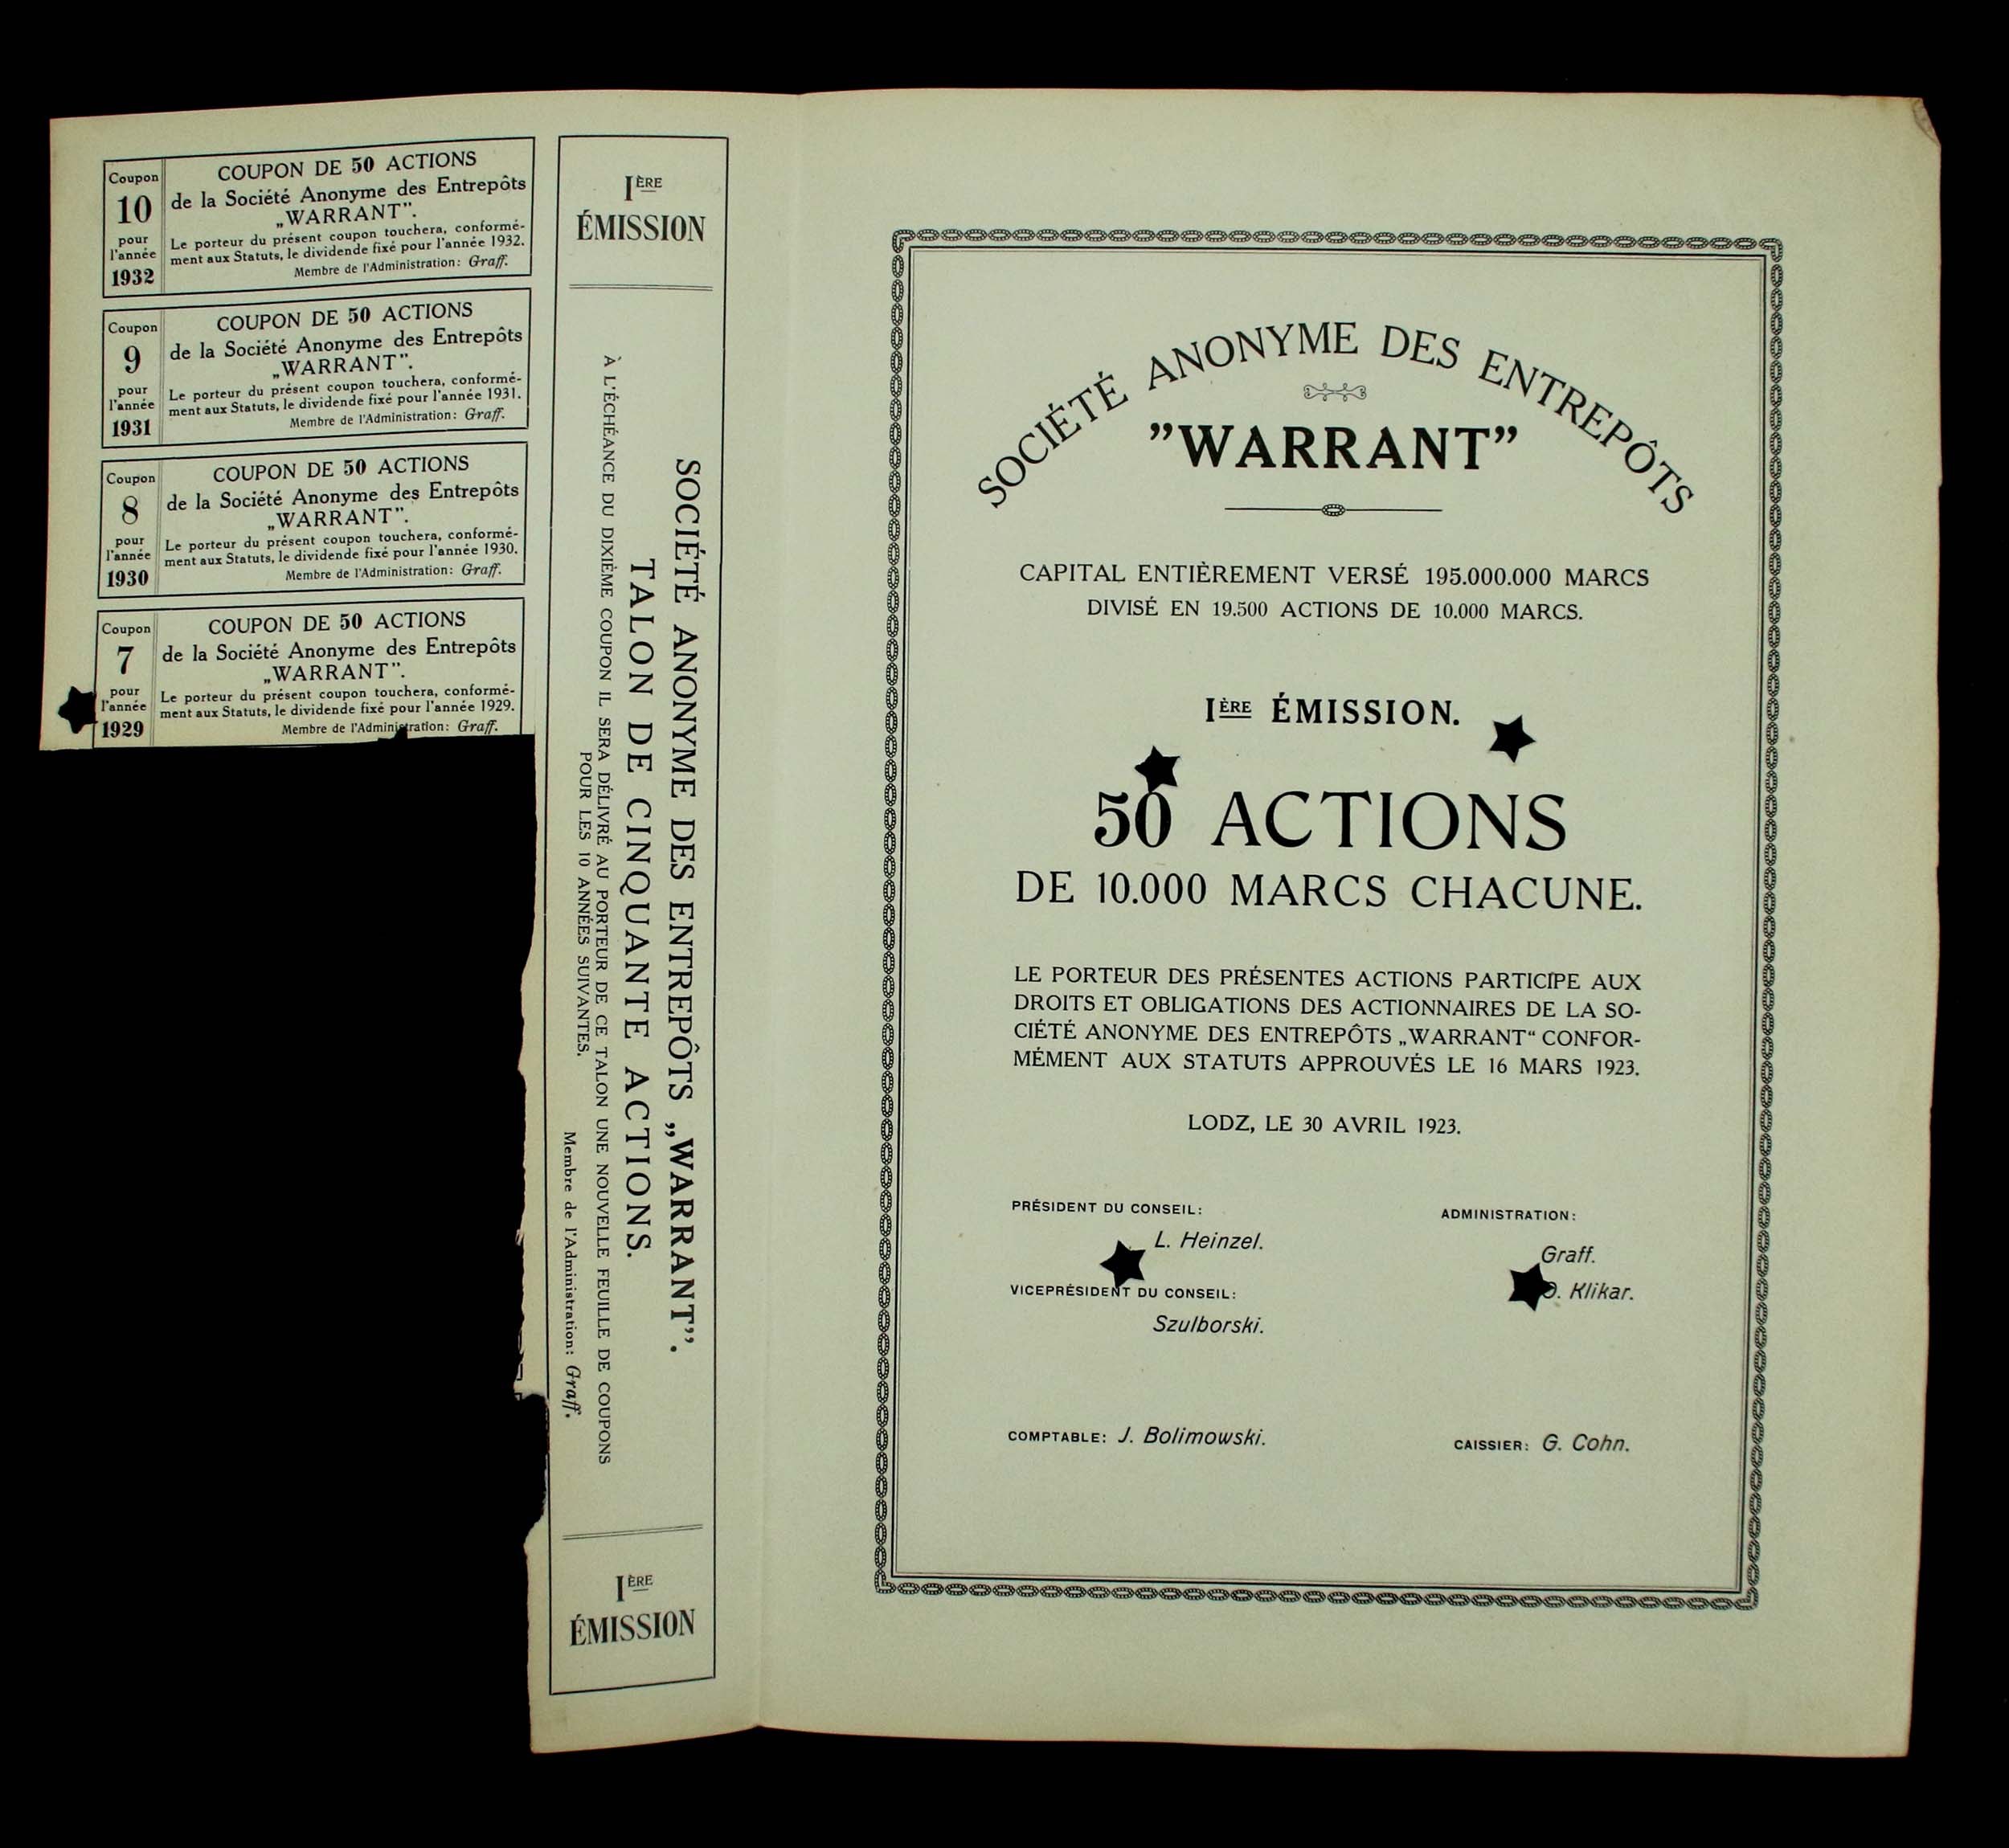 Coupon
10
pour
l'année
1932
COUPON DE 50 ACTIONS
de la Société Anonyme des Entrepôts
„WARRANT".
Le porteur du présent coupon touchera, conformé-
ment aux Statuts, le dividende fixé pour l'année 1932.
Membre de l'Administration: Graff.
Coupon
9
pour
l'année
1931
COUPON DE 50 ACTIONS
de la Société Anonyme des Entrepôts
„WARRANT".
Le porteur du présent coupon touchera, conformé-
ment aux Statuts, le dividende fixé pour l'année 1931.
Membre de l'Administration: Graff.
Coupon
8
pour
l'année
1930
COUPON DE 50 ACTIONS
de la Société Anonyme des Entrepôts
„WARRANT".
Le porteur du présent coupon touchera, conformé-
ment aux Statuts, le dividende fixé pour l'année 1930.
Membre de l'Administration: Graff.
Coupon
7
pour
l'année
1929
COUPON DE 50 ACTIONS
de la Société Anonyme des Entrepôts
„WARRANT".
Le porteur du présent coupon touchera, conformé-
ment aux Statuts, le dividende fixé pour l'année 1929.
Membre de l'Administration: Graff.
IÈRE
ÉMISSION
SOCIÉTÉ ANONYME DES ENTREPÔTS „WARRANT".
TALON DE CINQUANTE ACTIONS.
À L'ÉCHÉANCE DU DIXIÈME COUPON IL SERA DÉLIVRÉ AU PORTEUR DE CE TALON UNE NOUVELLE FEUILLE DE COUPONS
POUR LES 10 ANNÉES SUIVANTES.
Membre de l'Administration: Graff.
IÈRE
ÉMISSION
SOCIÉTÉ ANONYME DES ENTREPÔTS
"WARRANT"
CAPITAL ENTIÈREMENT VERSÉ 195.000.000 MARCS
DIVISÉ EN 19.500 ACTIONS DE 10.000 MARCS.
IÈRE ÉMISSION.
50 ACTIONS
DE 10.000 MARCS CHACUNE.
LE PORTEUR DES PRÉSENTES ACTIONS PARTICIPE AUX
DROITS ET OBLIGATIONS DES ACTIONNAIRES DE LA SO-
CIÉTÉ ANONYME DES ENTREPÔTS „WARRANT“ CONFOR-
MÉMENT AUX STATUTS APPROUVÉS LE 16 MARS 1923.
LODZ, LE 30 AVRIL 1923.
PRÉSIDENT DU CONSEIL:
L. Heinzel.
VICEPRÉSIDENT DU CONSEIL:
Szulborski.
ADMINISTRATION:
Graff.
Klikar.
COMPTABLE: J. Bolimowski.
CAISSIER: G. Cohn.